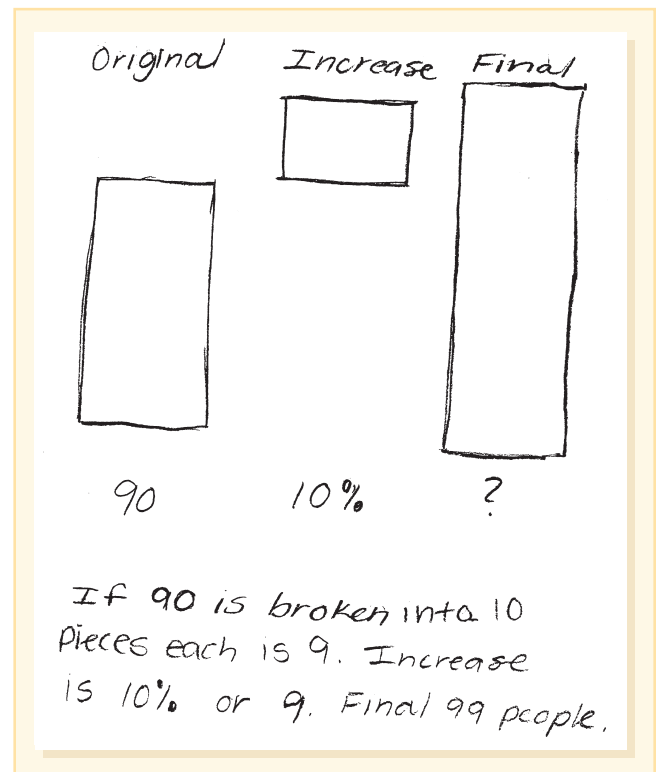 Original Increase Final
90 10% ?
If 90 is broken into 10
pieces each is 9. Increase
is 10% or 9. Final 99 people.